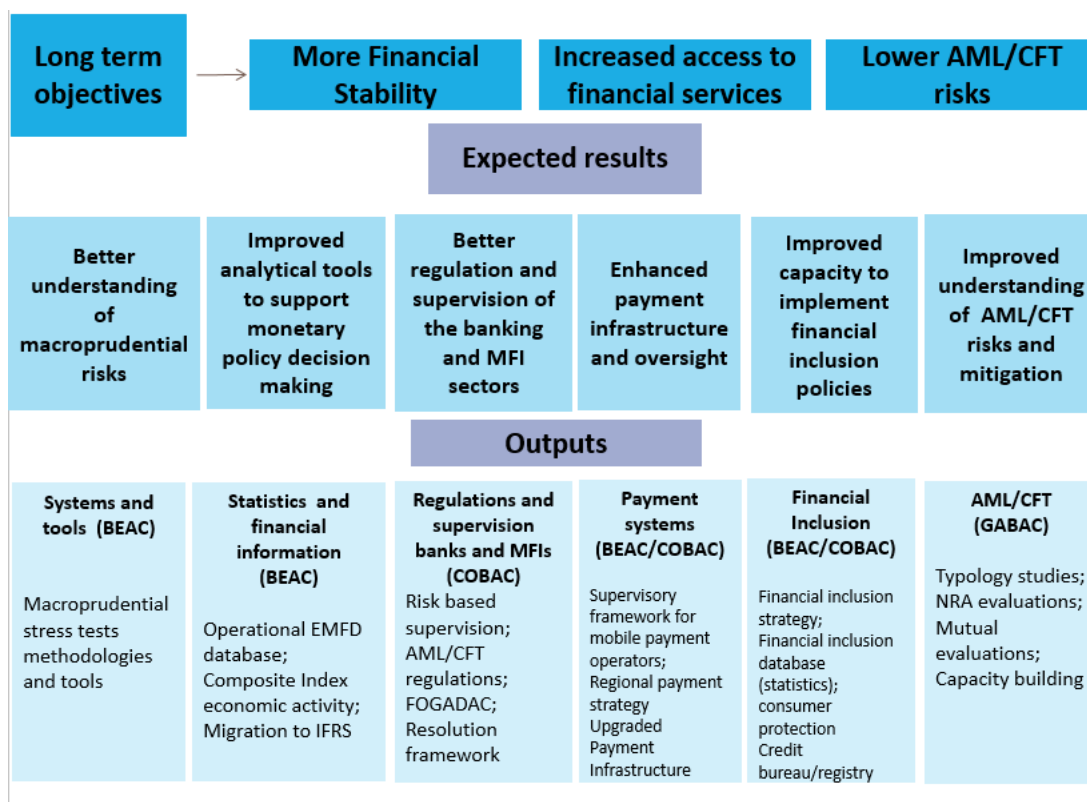 Long term
objectives
More Financial
Stability
Increased access to
financial services
Lower AML/CFT
risks
Expected results
Better
understanding
of
macroprudential
risks
Improved
analytical tools
to support
monetary
policy decision
making
Better
regulation and
supervision of
the banking
and MFI
sectors
Enhanced
payment
infrastructure
and oversight
Improved
capacity to
implement
financial
inclusion
policies
Improved
understanding
of AML/CFT
risks and
mitigation
Outputs
Systems and
tools (BEAC)
Macroprudential
stress tests
methodologies
and tools
Statistics and
financial
information
(BEAC)
Operational EMFD
database;
Composite Index
economic activity;
Migration to IFRS
Regulations and
supervision
banks and MFIs
(COBAC)
Risk based
supervision;
AML/CFT
regulations;
FOGADAC;
Resolution
framework
Payment
systems
(BEAC/COBAC)
Supervisory
framework for
mobile payment
operators;
Regional payment
strategy
Upgraded
Payment
Infrastructure
Financial
Inclusion
(BEAC/COBAC)
Financial inclusion
strategy;
Financial inclusion
database
(statistics);
consumer
protection
Credit
bureau/registry
AML/CFT
(GABAC)
Typology studies;
NRA evaluations;
Mutual
evaluations;
Capacity building